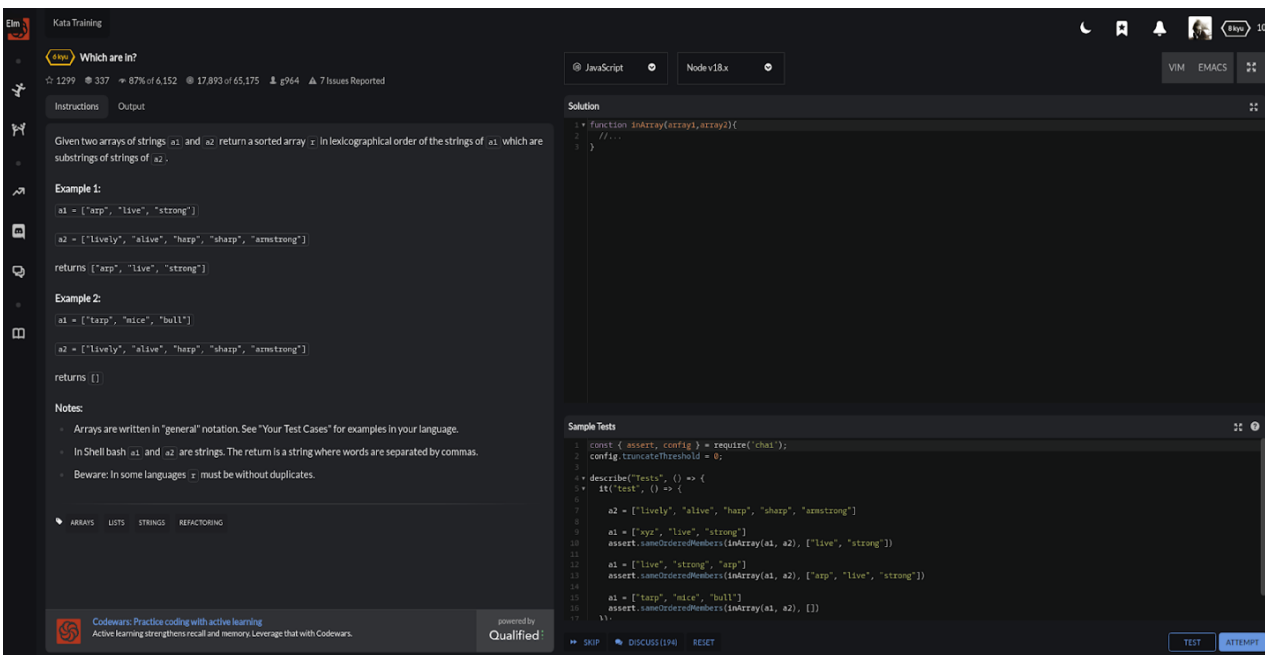 Elm
Kata Training
6 kyu Which are in?
1299 337 87% of 6,152 17,893 of 65,175 g964 7 Issues Reported
Instructions Output
Given two arrays of strings a1 and a2 return a sorted array r in lexicographical order of the strings of a1 which are
substrings of strings of a2.
Example 1:
a1 = ["arp", "live", "strong"]
a2 = ["lively", "alive", "harp", "sharp", "armstrong"]
returns ["arp", "live", "strong"]
Example 2:
a1 = ["tarp", "mice", "bull"]
a2 = ["lively", "alive", "harp", "sharp", "armstrong"]
returns []
Notes:
Arrays are written in "general" notation. See "Your Test Cases" for examples in your language.
In Shell bash a1 and a2 are strings. The return is a string where words are separated by commas.
Beware: In some languages r must be without duplicates.
ARRAYS LISTS STRINGS REFACTORING
Codewars: Practice coding with active learning
Active learning strengthens recall and memory. Leverage that with Codewars.
powered by
Qualified
8 kyu 10
JavaScript Node v18.x VIM EMACS
Solution
1 function inArray(array1,array2){
2 //...
3 }
Sample Tests
1 const { assert, config } = require('chai');
2 config.truncateThreshold = 0;
3
4 describe("Tests", () => {
5 it("test", () => {
6
7 a2 = ["lively", "alive", "harp", "sharp", "armstrong"]
8
9 a1 = ["xyz", "live", "strong"]
10 assert.sameOrderedMembers(inArray(a1, a2), ["live", "strong"])
11
12 a1 = ["live", "strong", "arp"]
13 assert.sameOrderedMembers(inArray(a1, a2), ["arp", "live", "strong"])
14
15 a1 = ["tarp", "mice", "bull"]
16 assert.sameOrderedMembers(inArray(a1, a2), [])
17 });
SKIP DISCUSS (194) RESET TEST ATTEMPT